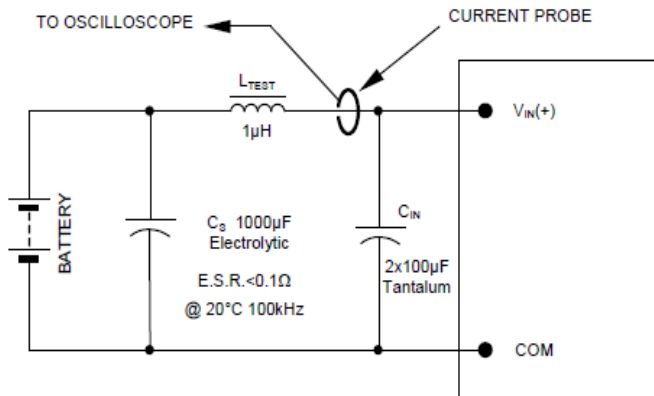 TO OSCILLOSCOPE
CURRENT PROBE
LTEST
1μH
VIN(+)
BATTERY
CS 1000μF
Electrolytic
E.S.R.<0.1Ω
@ 20°C 100kHz
CIN
2x100μF
Tantalum
COM